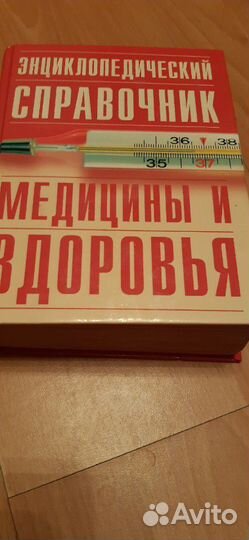 ЭНЦИКЛОПЕДИЧЕСКИЙ
СПРАВОЧНИК
36 38
35 37
МЕДИЦИНЫ И
ЗДОРОВЬЯ
Avito